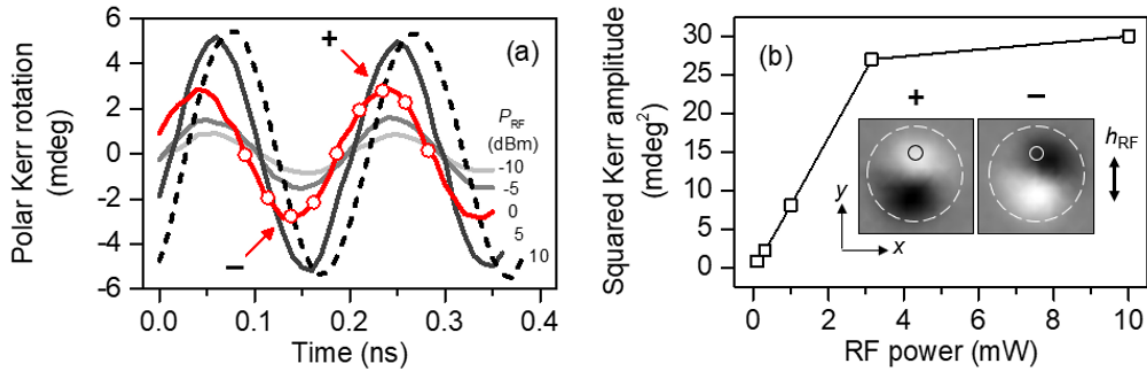 (a)
Polar Kerr rotation
(mdeg)
6
4
2
0
-2
-4
-6
+
−
P_RF
(dBm)
-10
-5
0
5
10
0.0
0.1
0.2
0.3
0.4
Time (ns)
(b)
Squared Kerr amplitude
(mdeg²)
30
25
20
15
10
5
0
+
−
h_RF
y
x
0
2
4
6
8
10
RF power (mW)